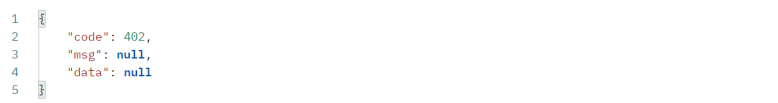 1 {
2 "code": 402,
3 "msg": null,
4 "data": null
5 }